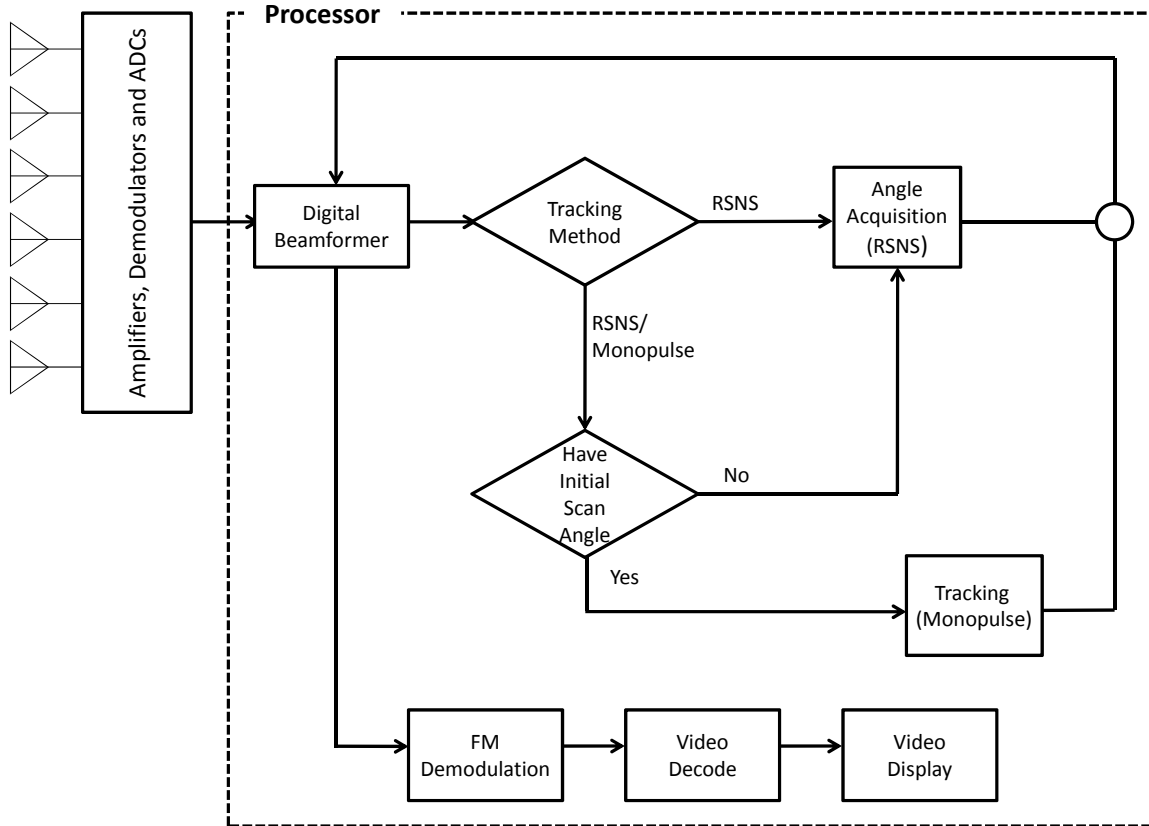 Processor
Amplifiers, Demodulators and ADCs
Digital
Beamformer
Tracking
Method
RSNS
Angle
Acquisition
(RSNS)
RSNS/
Monopulse
Have
Initial
Scan
Angle
No
Yes
Tracking
(Monopulse)
FM
Demodulation
Video
Decode
Video
Display